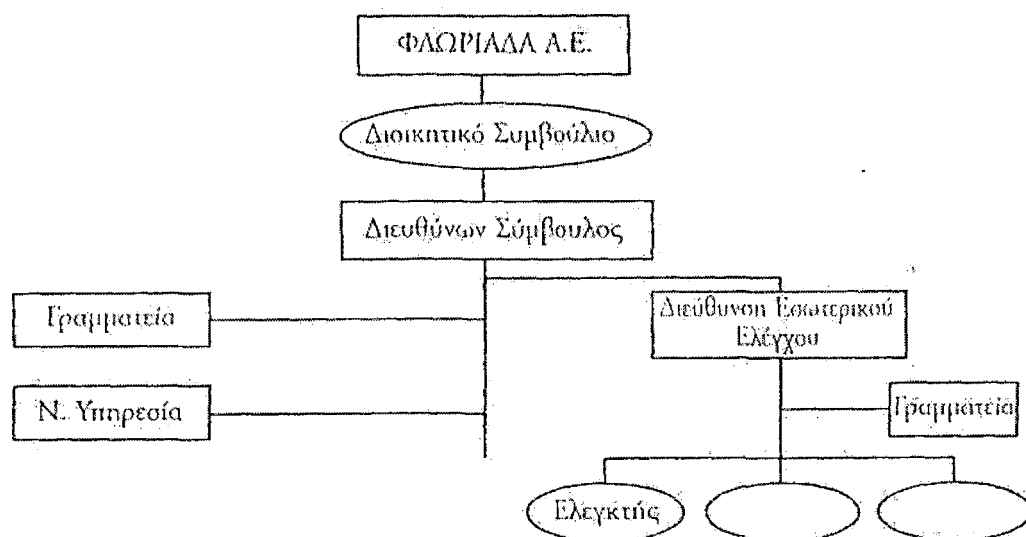 ΦΛΩΡΙΑΔΑ Α.Ε.
Διοικητικό Συμβούλιο
Διευθύνων Σύμβουλος
Γραμματεία
Διεύθυνση Εσωτερικού
Ελέγχου
Ν. Υπηρεσία
Γραμματεία
Ελεγκτής